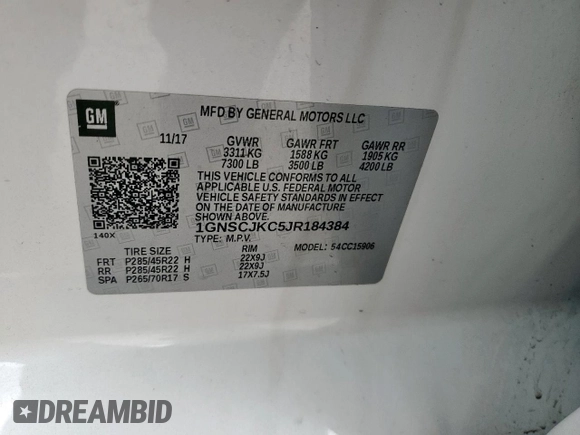 GM
MFD BY GENERAL MOTORS LLC
11/17 GVWR GAWR FRT GAWR RR
3311 KG 1588 KG 1905 KG
7300 LB 3500 LB 4200 LB
THIS VEHICLE CONFORMS TO ALL
APPLICABLE U.S. FEDERAL MOTOR
VEHICLE SAFETY STANDARDS IN EFFECT
ON THE DATE OF MANUFACTURE
SHOWN ABOVE.
1GNSCJKC5JR184384
TYPE: M.P.V. MODEL: 54CC15906
140X
TIRE SIZE RIM
FRT P285/45R22 H 22X9J
RR P285/45R22 H 22X9J
SPA P265/70R17 S 17X7.5J
DREAMBID